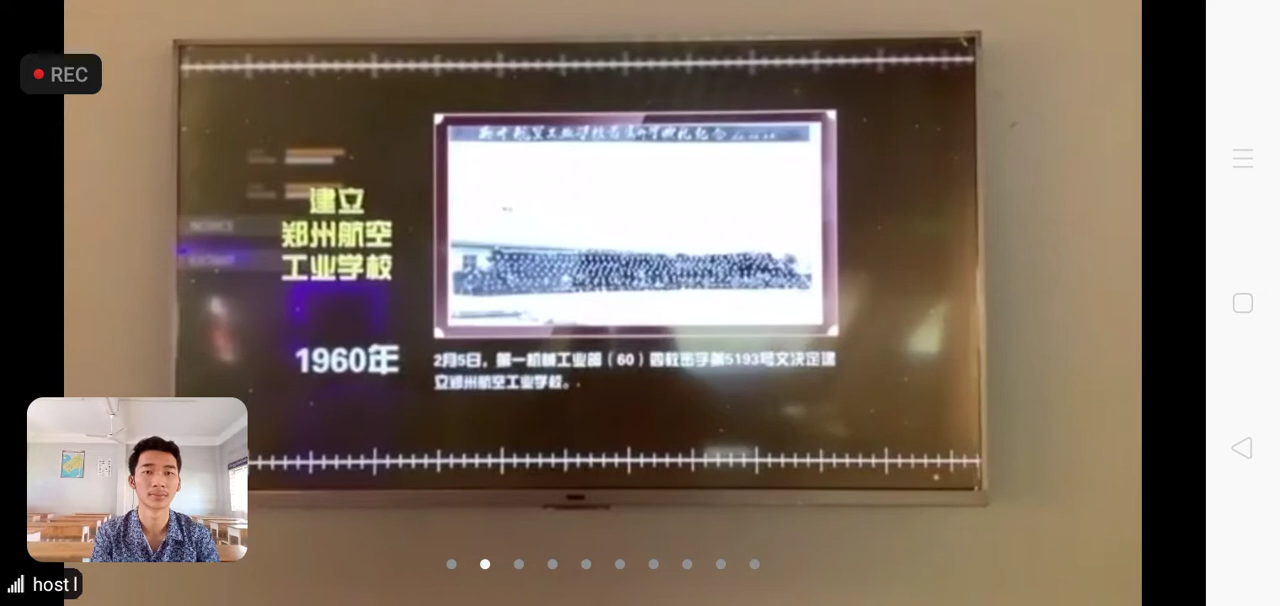 REC
建立
郑州航空
工业学校
1960年
2月5日，第一机械工业部（60）四教密字第5193号文决定建
立郑州航空工业学校。
host l